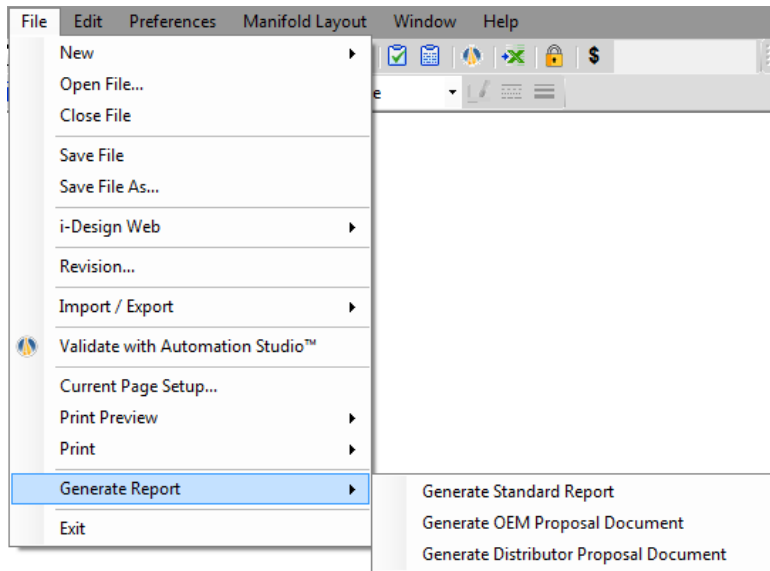 File Edit Preferences Manifold Layout Window Help
New
$
Open File...
e
Close File
Save File
Save File As...
i-Design Web
Revision...
Import / Export
Validate with Automation Studio™
Current Page Setup...
Print Preview
Print
Generate Report
Generate Standard Report
Exit
Generate OEM Proposal Document
Generate Distributor Proposal Document